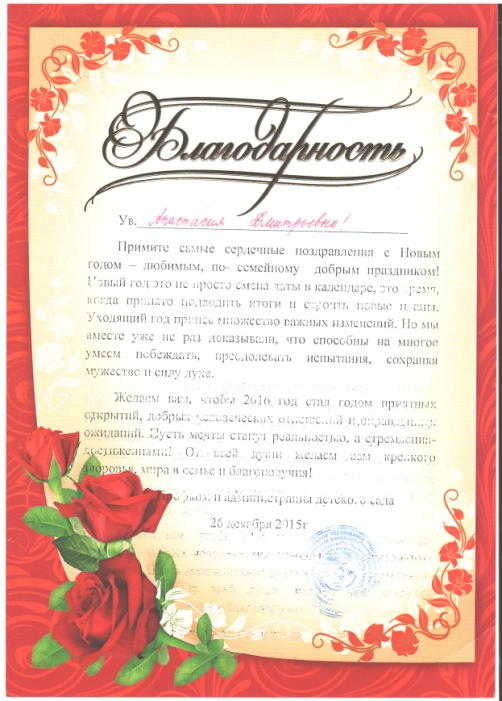 Благодарность
Ув. Анастасия Дмитриевна!
Примите самые сердечные поздравления с Новым
годом – любимым, по- семейному добрым праздником!
Новый год это не просто смена даты в календаре, это время,
когда принято подводить итоги и строить новые планы.
Уходящий год принес множество важных изменений. Но мы
вместе уже не раз доказывали, что способны на многое
умеем побеждать, преодолевать испытания, сохраняя
мужество и силу духа.
Желаем вам, чтобы 2016 год стал годом приятных
открытий, добрых человеческих отношений и оправданных
ожиданий. Пусть мечты станут реальностью, а стремления-
достижениями! От всей души желаем вам крепкого
здоровья, мира в семье и благополучия!
Профком и администрация детского сада
26 декабря 2015г